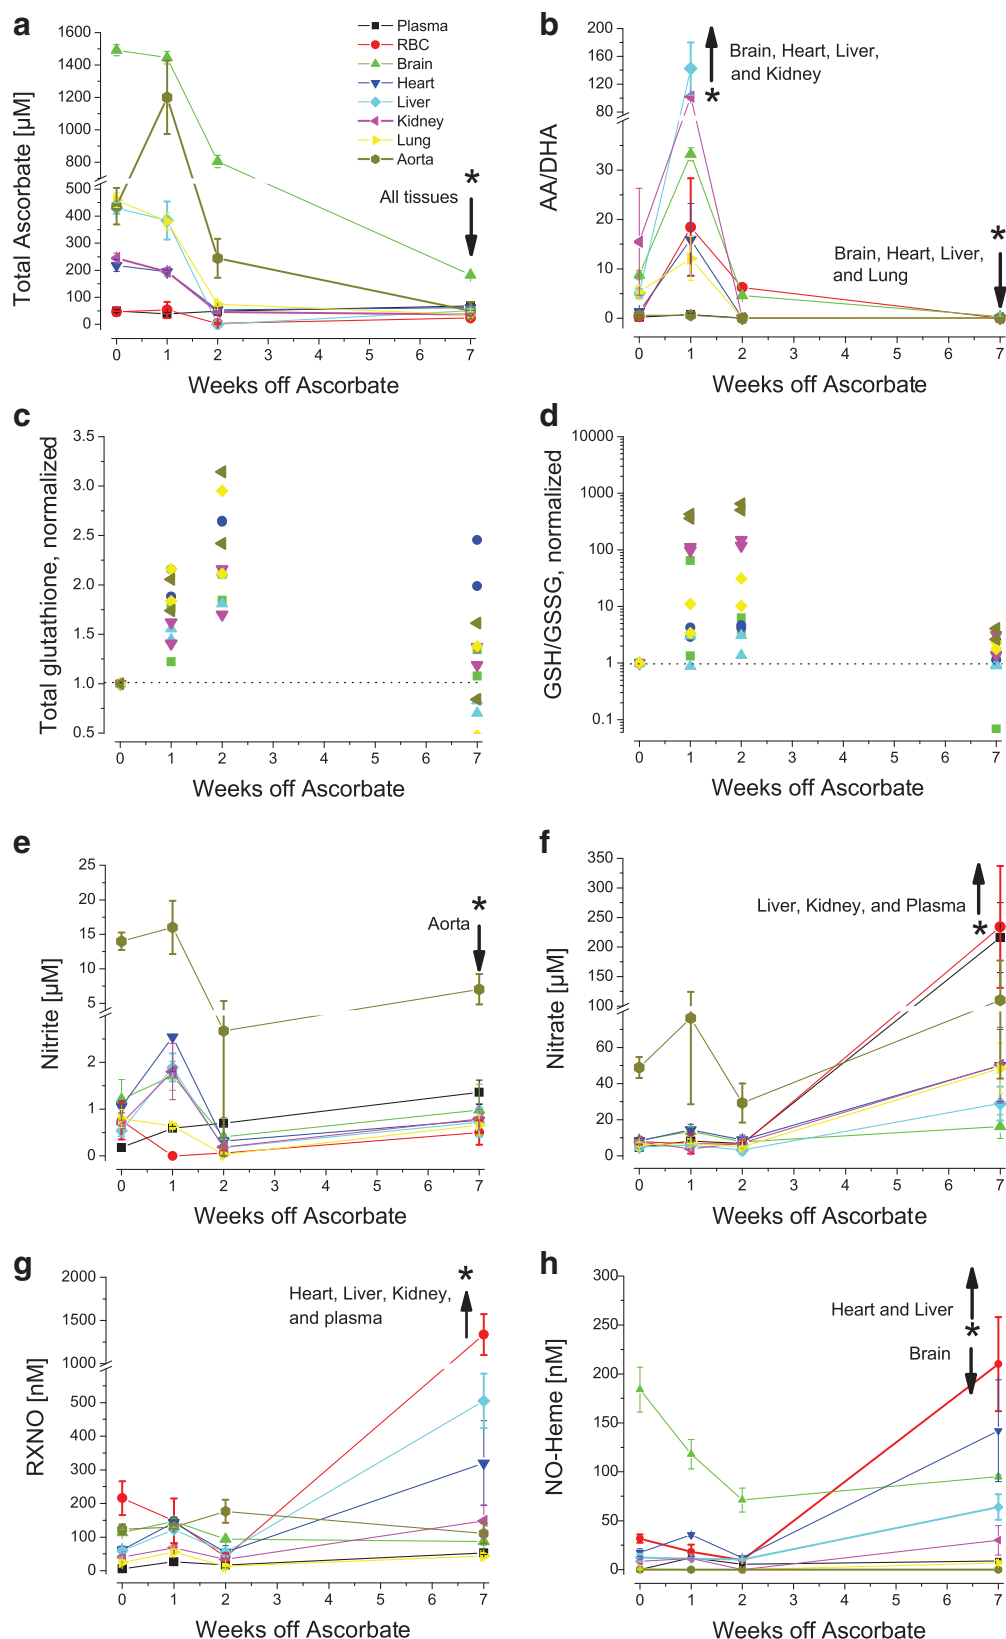 a
Total Ascorbate [µM]
1600
1400
1200
1000
800
500
400
300
200
100
0
Plasma
RBC
Brain
Heart
Liver
Kidney
Lung
Aorta
*
All tissues
0 1 2 3 4 5 6 7
Weeks off Ascorbate
b
AA/DHA
200
160
120
80
30
20
10
0
Brain, Heart, Liver,
and Kidney
*
*
Brain, Heart, Liver,
and Lung
0 1 2 3 4 5 6 7
Weeks off Ascorbate
c
Total glutathione, normalized
3.5
3.0
2.5
2.0
1.5
1.0
0.5
0 1 2 3 4 5 6 7
Weeks off Ascorbate
d
GSH/GSSG, normalized
10000
1000
100
10
1
0.1
0 1 2 3 4 5 6 7
Weeks off Ascorbate
e
Nitrite [µM]
25
20
15
10
5
2
1
0
*
Aorta
0 1 2 3 4 5 6 7
Weeks off Ascorbate
f
Nitrate [µM]
350
300
250
200
150
100
60
40
20
0
Liver, Kidney, and Plasma
*
0 1 2 3 4 5 6 7
Weeks off Ascorbate
g
RXNO [nM]
2000
1500
1000
500
400
300
200
100
0
*
Heart, Liver, Kidney,
and plasma
0 1 2 3 4 5 6 7
Weeks off Ascorbate
h
NO-Heme [nM]
300
250
200
150
100
50
0
Heart and Liver
*
Brain
0 1 2 3 4 5 6 7
Weeks off Ascorbate